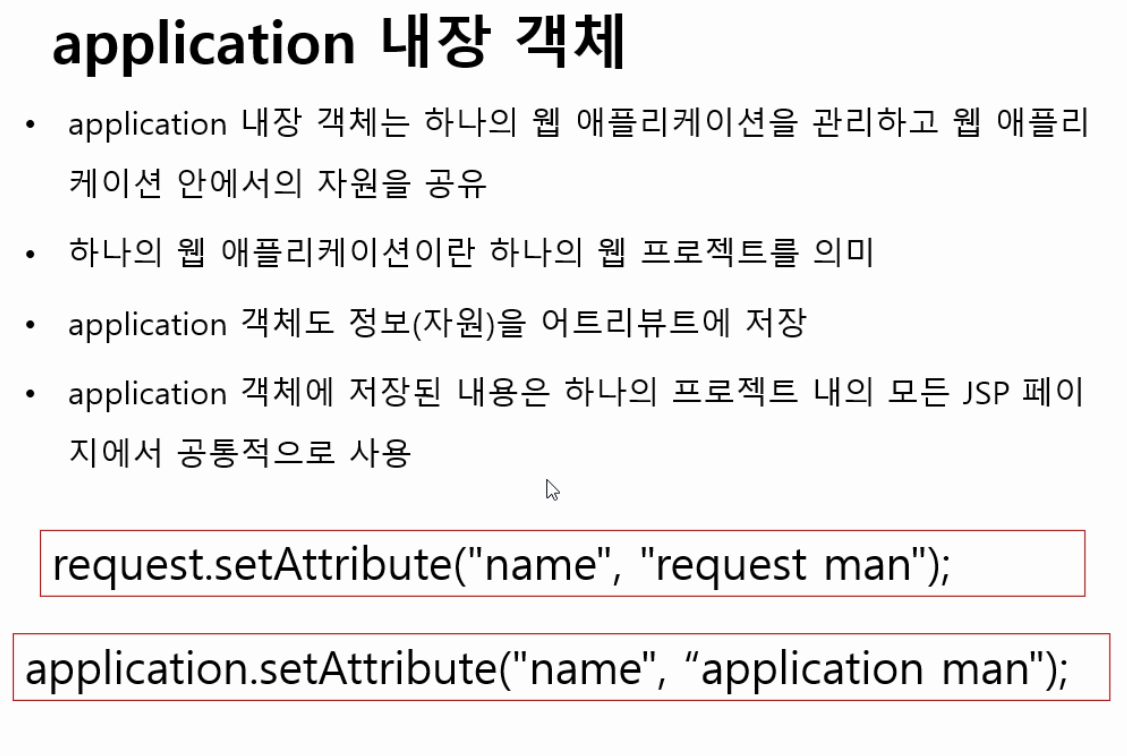 application 내장 객체
• application 내장 객체는 하나의 웹 애플리케이션을 관리하고 웹 애플리
케이션 안에서의 자원을 공유
• 하나의 웹 애플리케이션이란 하나의 웹 프로젝트를 의미
• application 객체도 정보(자원)을 어트리뷰트에 저장
• application 객체에 저장된 내용은 하나의 프로젝트 내의 모든 JSP 페이
지에서 공통적으로 사용
request.setAttribute("name", "request man");
application.setAttribute("name", “application man");